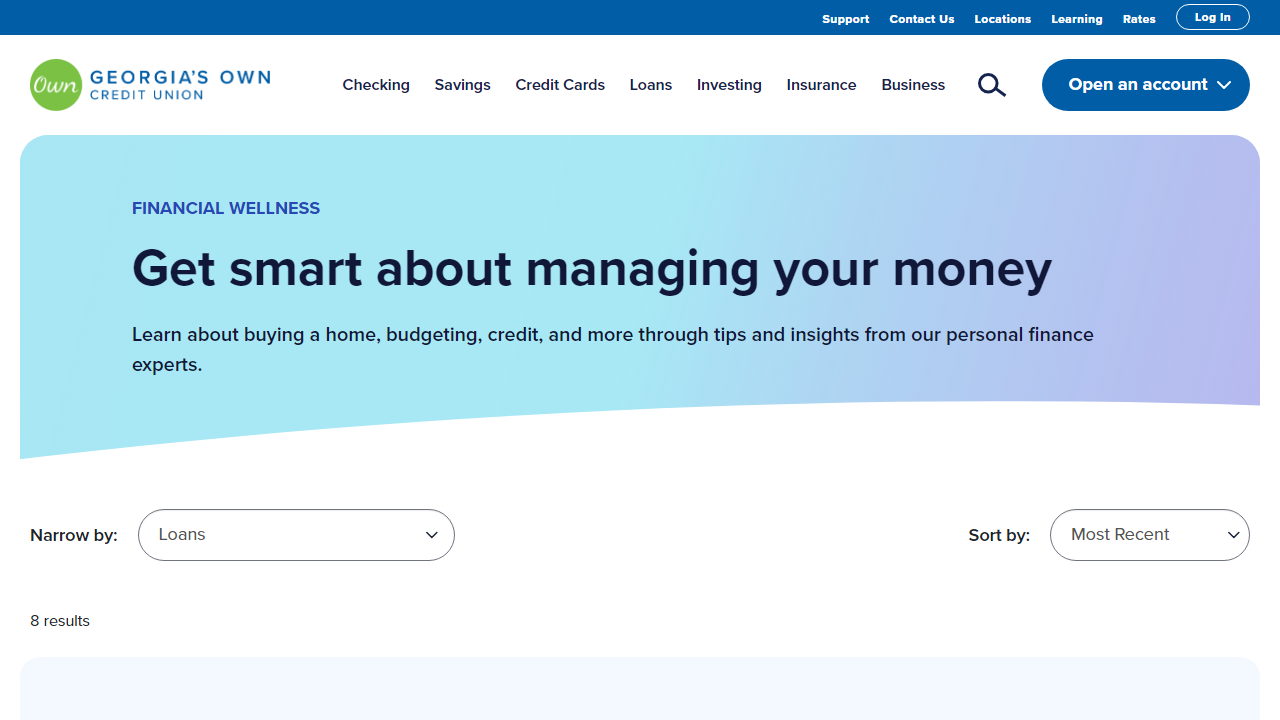 Support Contact Us Locations Learning Rates Log In
Own GEORGIA'S OWN
CREDIT UNION
Checking Savings Credit Cards Loans Investing Insurance Business Open an account
FINANCIAL WELLNESS
Get smart about managing your money
Learn about buying a home, budgeting, credit, and more through tips and insights from our personal finance
experts.
Narrow by: Loans Sort by: Most Recent
8 results